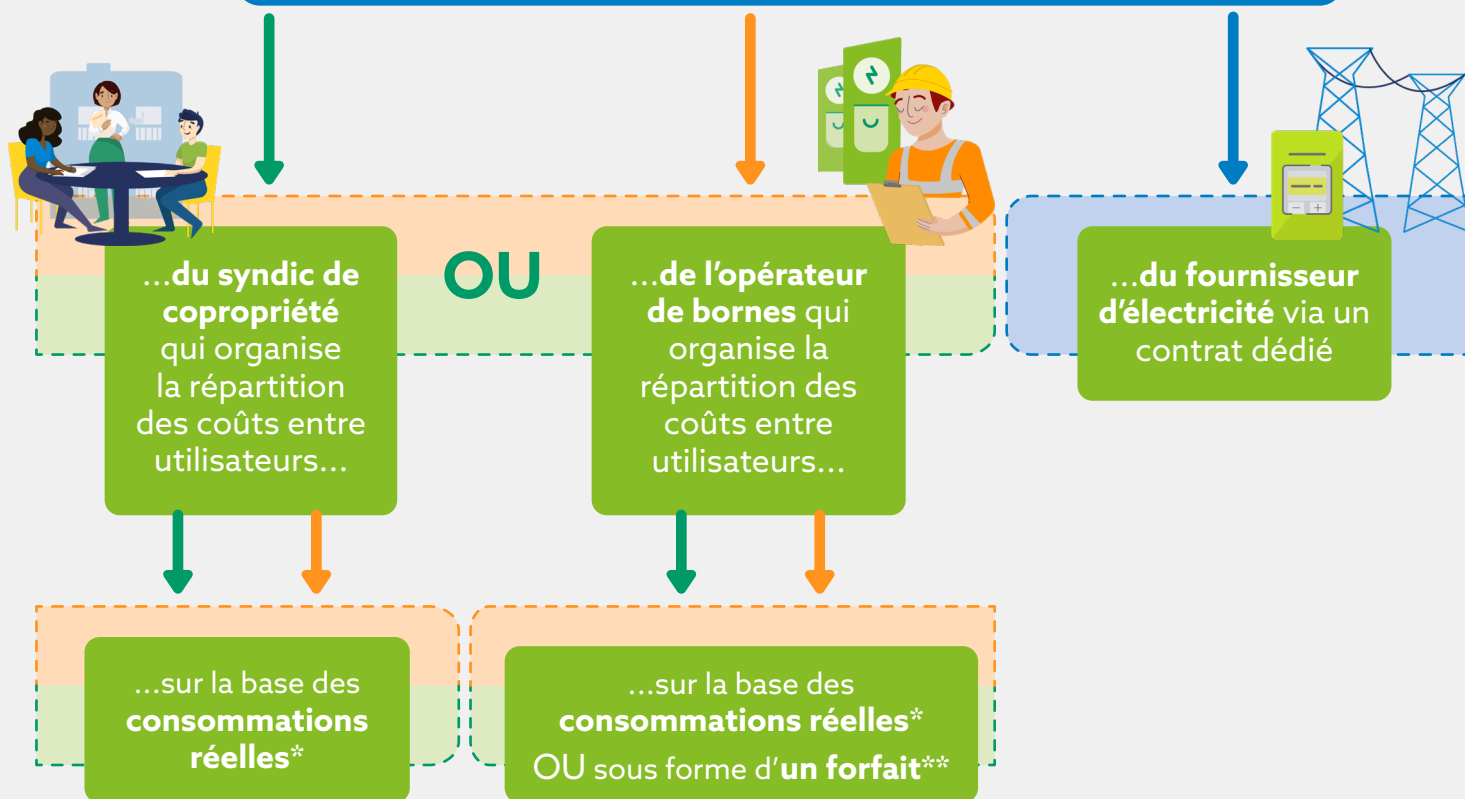 ...du syndic de
copropriété
qui organise
la répartition
des coûts entre
utilisateurs...
OU
...de l'opérateur
de bornes qui
organise la
répartition des
coûts entre
utilisateurs...
...du fournisseur
d'électricité via un
contrat dédié
...sur la base des
consommations
réelles*
...sur la base des
consommations réelles*
OU sous forme d'un forfait**